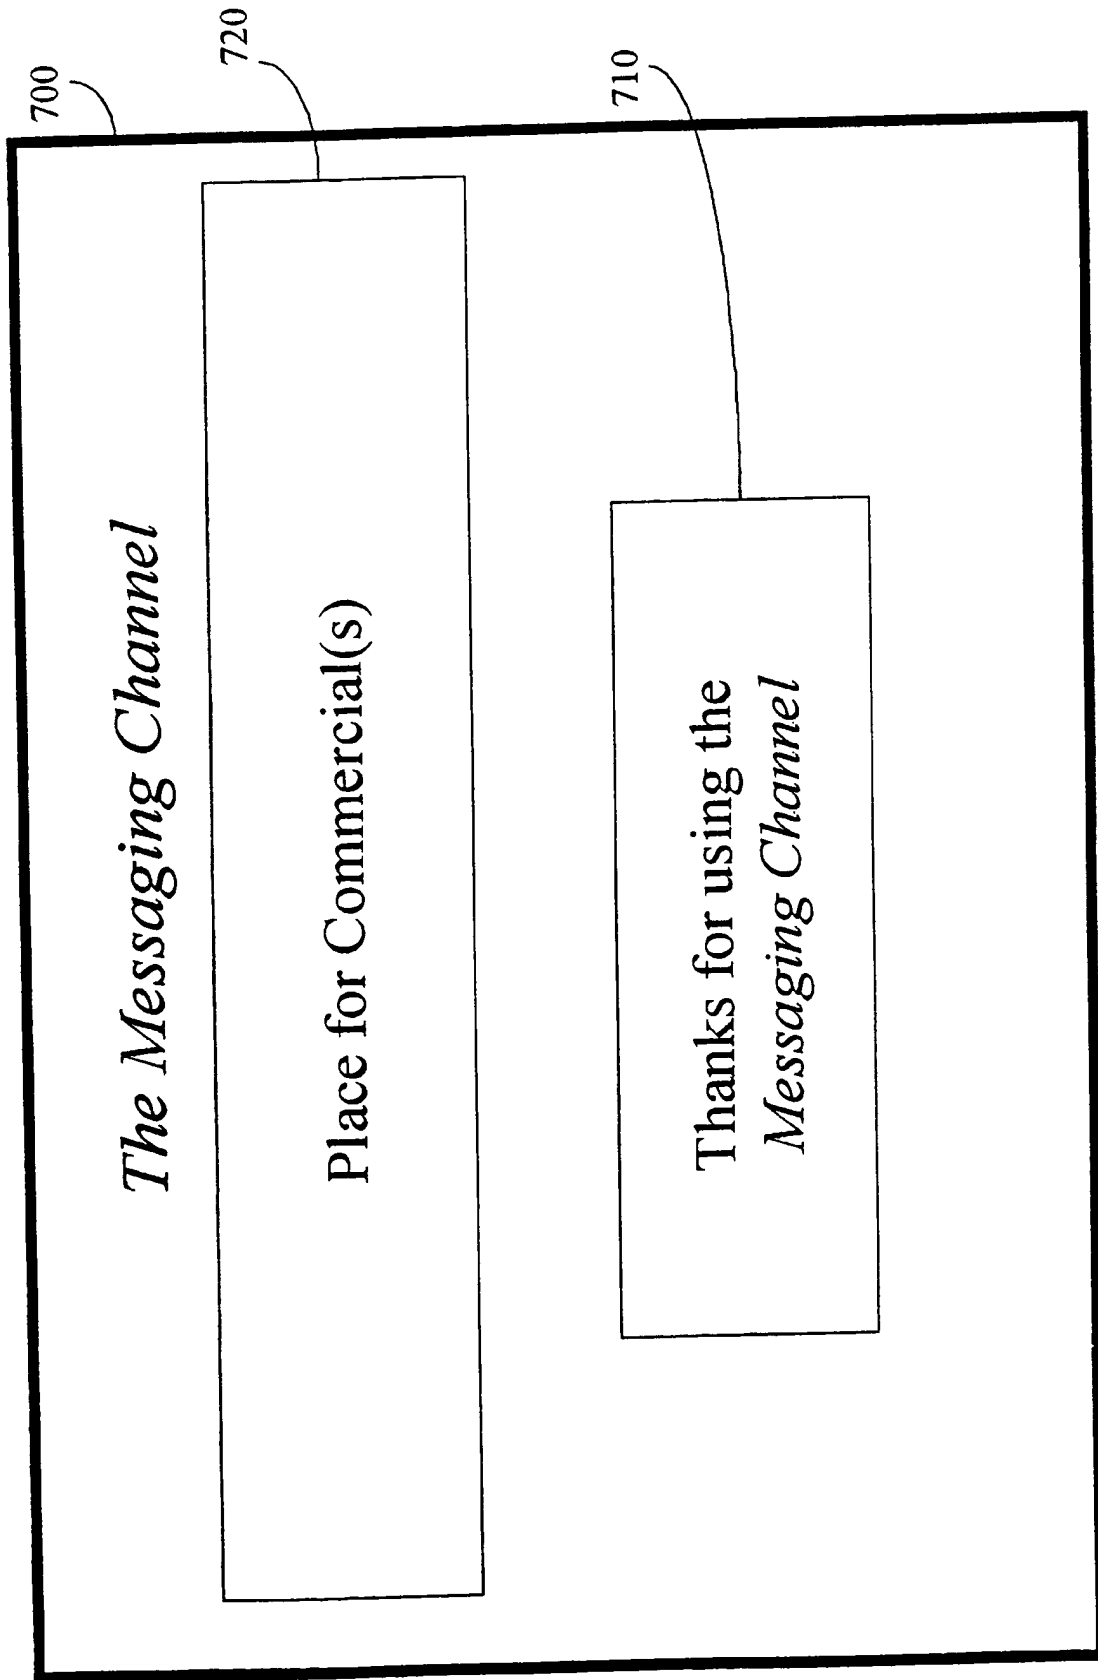 700
The Messaging Channel
720
Place for Commercial(s)
710
Thanks for using the
Messaging Channel